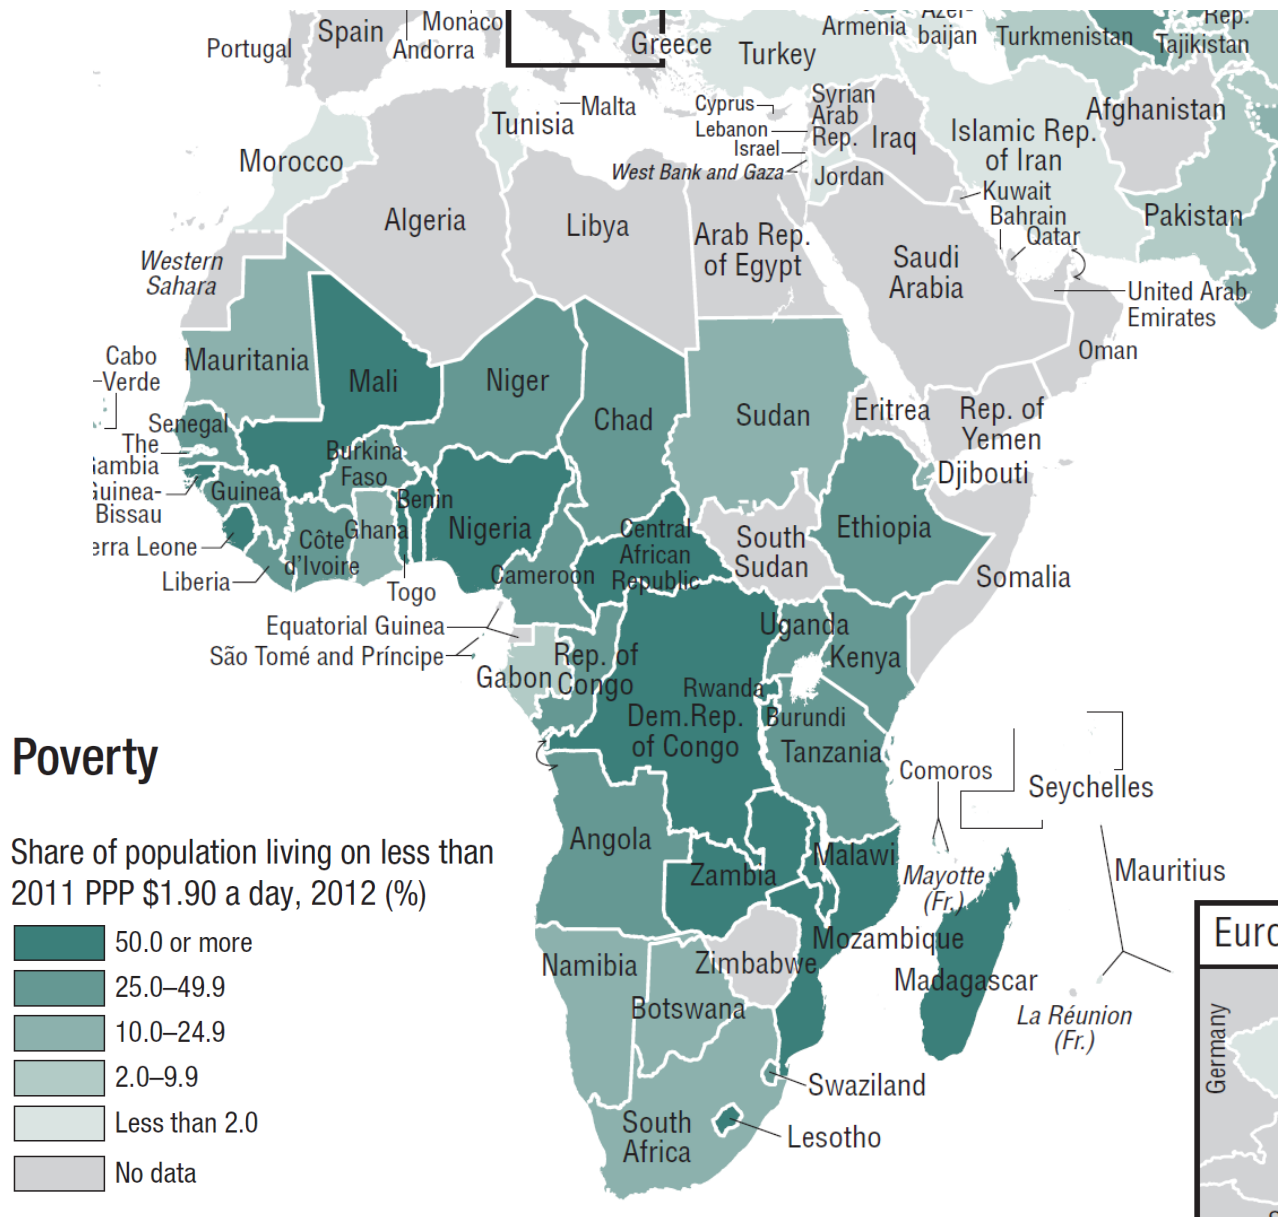 Portugal
Spain
Monaco
Andorra
Greece
Turkey
Armenia
baijan
Turkmenistan
Rep.
Tajikistan
Malta
Tunisia
Cyprus
Lebanon
Israel
West Bank and Gaza
Syrian
Arab
Rep.
Iraq
Jordan
Islamic Rep.
of Iran
Afghanistan
Kuwait
Bahrain
Qatar
Pakistan
Morocco
Algeria
Libya
Arab Rep.
of Egypt
Saudi
Arabia
United Arab
Emirates
Oman
Western
Sahara
Cabo
Verde
Mauritania
Mali
Niger
Chad
Sudan
Eritrea
Rep. of
Yemen
Djibouti
Senegal
The
Gambia
Guinea-
Bissau
Guinea
Burkina
Faso
Benin
Nigeria
Ghana
Côte
d'Ivoire
erra Leone
Liberia
Togo
Cameroon
Central
African
Republic
South
Sudan
Ethiopia
Somalia
Equatorial Guinea
São Tomé and Príncipe
Gabon
Rep. of
Congo
Uganda
Kenya
Rwanda
Burundi
Dem.Rep.
of Congo
Tanzania
Comoros
Seychelles
Mauritius
Angola
Zambia
Malawi
Mayotte
(Fr.)
Mozambique
Madagascar
La Réunion
(Fr.)
Zimbabwe
Namibia
Botswana
Swaziland
South
Africa
Lesotho
Poverty
Share of population living on less than
2011 PPP $1.90 a day, 2012 (%)
50.0 or more
25.0–49.9
10.0–24.9
2.0–9.9
Less than 2.0
No data
Euro
Germany